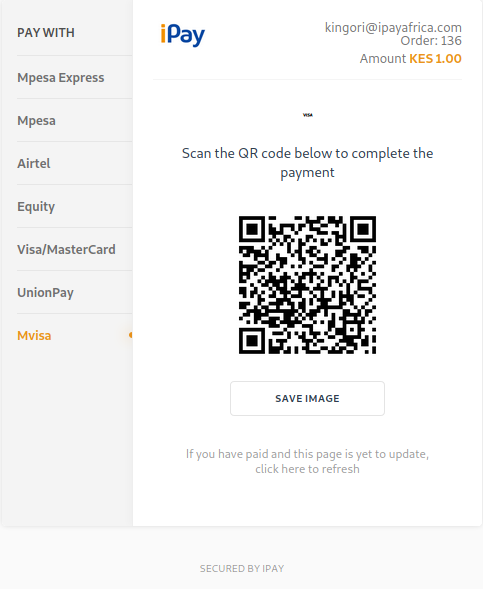 PAY WITH
Mpesa Express
Mpesa
Airtel
Equity
Visa/MasterCard
UnionPay
Mvisa
iPay
kingori@ipayafrica.com
Order: 136
Amount KES 1.00
VISA
Scan the QR code below to complete the
payment
SAVE IMAGE
If you have paid and this page is yet to update,
click here to refresh
SECURED BY IPAY